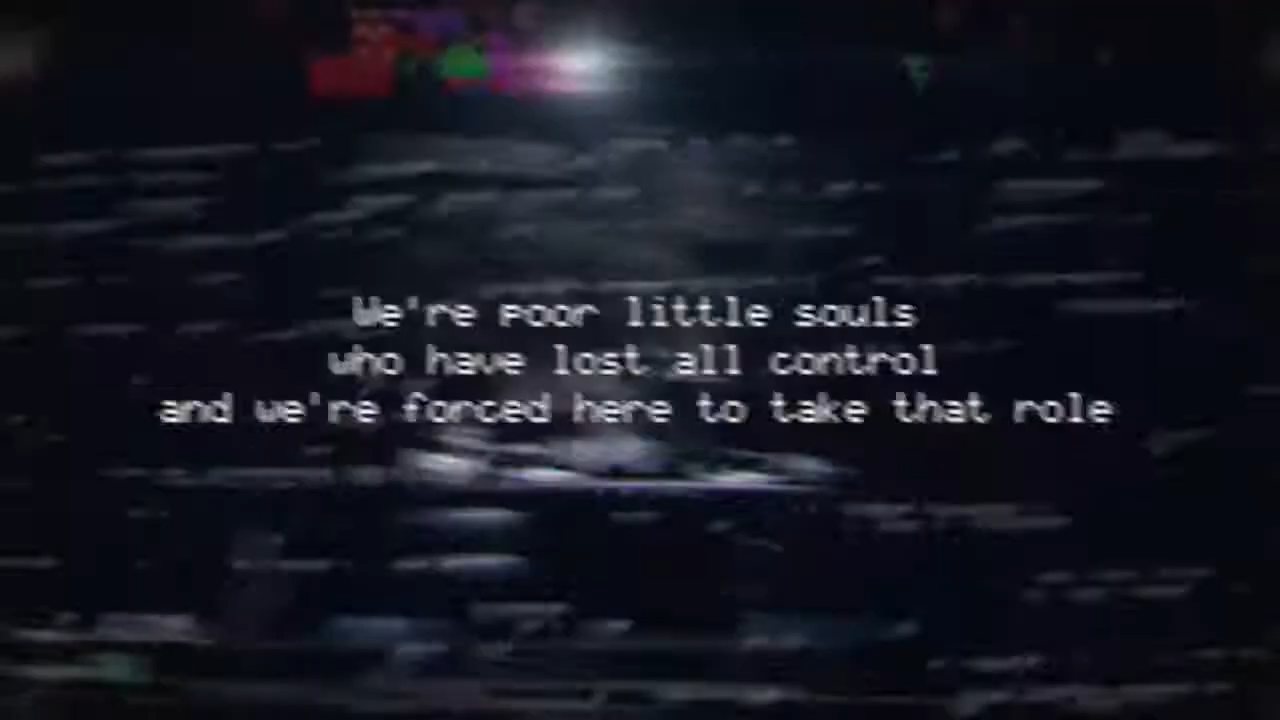 We're poor little souls
who have lost all control
and we're forced here to take that role